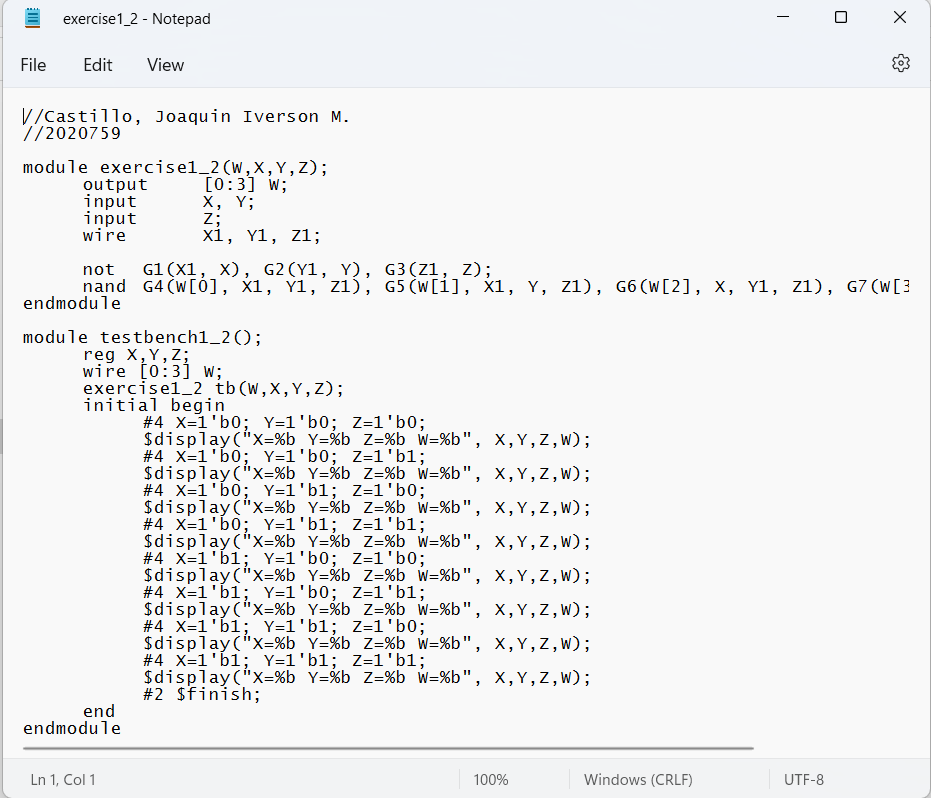 exercise1_2 - Notepad
File Edit View
//Castillo, Joaquin Iverson M.
//2020759
module exercise1_2(W,X,Y,Z);
output [0:3] W;
input X, Y;
input Z;
wire X1, Y1, Z1;
not G1(X1, X), G2(Y1, Y), G3(Z1, Z);
nand G4(W[0], X1, Y1, Z1), G5(W[1], X1, Y, Z1), G6(W[2], X, Y1, Z1), G7(W[3
endmodule
module testbench1_2();
reg X,Y,Z;
wire [0:3] W;
exercise1_2 tb(W,X,Y,Z);
initial begin
#4 X=1'b0; Y=1'b0; Z=1'b0;
$display("X=%b Y=%b Z=%b W=%b", X,Y,Z,W);
#4 X=1'b0; Y=1'b0; Z=1'b1;
$display("X=%b Y=%b Z=%b W=%b", X,Y,Z,W);
#4 X=1'b0; Y=1'b1; Z=1'b0;
$display("X=%b Y=%b Z=%b W=%b", X,Y,Z,W);
#4 X=1'b0; Y=1'b1; Z=1'b1;
$display("X=%b Y=%b Z=%b W=%b", X,Y,Z,W);
#4 X=1'b1; Y=1'b0; Z=1'b0;
$display("X=%b Y=%b Z=%b W=%b", X,Y,Z,W);
#4 X=1'b1; Y=1'b0; Z=1'b1;
$display("X=%b Y=%b Z=%b W=%b", X,Y,Z,W);
#4 X=1'b1; Y=1'b1; Z=1'b0;
$display("X=%b Y=%b Z=%b W=%b", X,Y,Z,W);
#4 X=1'b1; Y=1'b1; Z=1'b1;
$display("X=%b Y=%b Z=%b W=%b", X,Y,Z,W);
#2 $finish;
end
endmodule
Ln 1, Col 1 100% Windows (CRLF) UTF-8